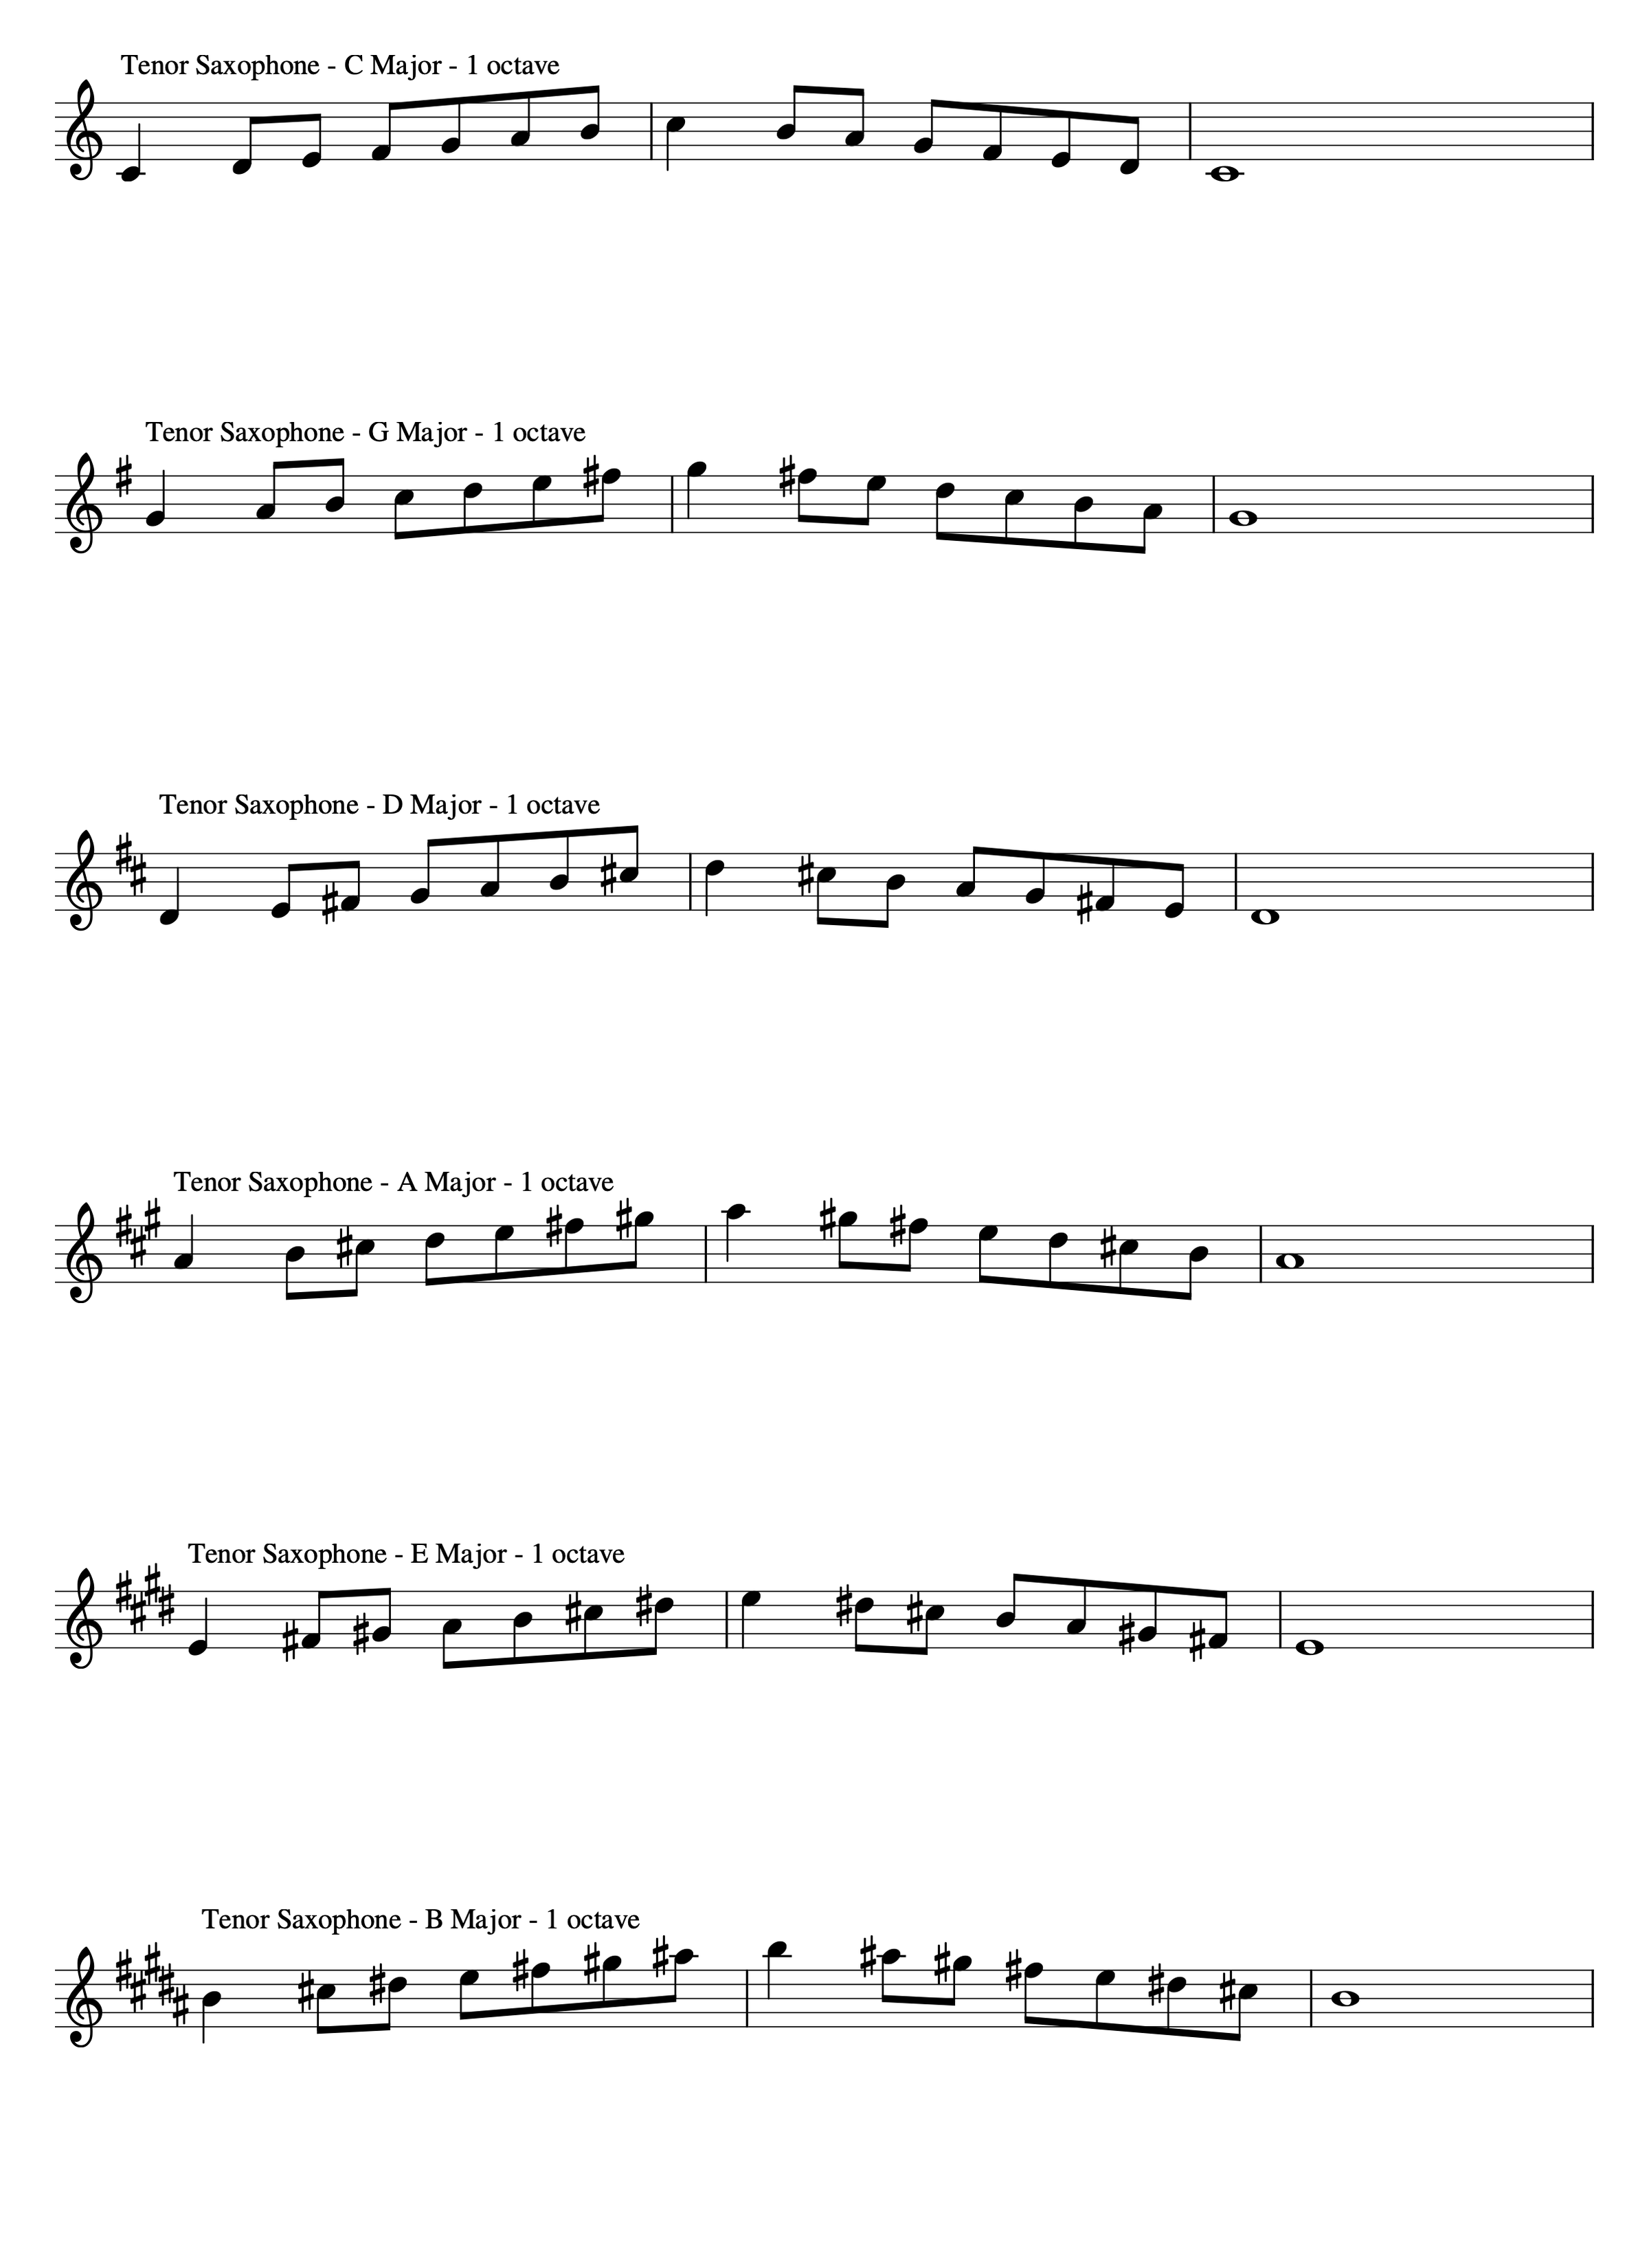 Tenor Saxophone - C Major - 1 octave
Tenor Saxophone - G Major - 1 octave
Tenor Saxophone - D Major - 1 octave
Tenor Saxophone - A Major - 1 octave
Tenor Saxophone - E Major - 1 octave
Tenor Saxophone - B Major - 1 octave